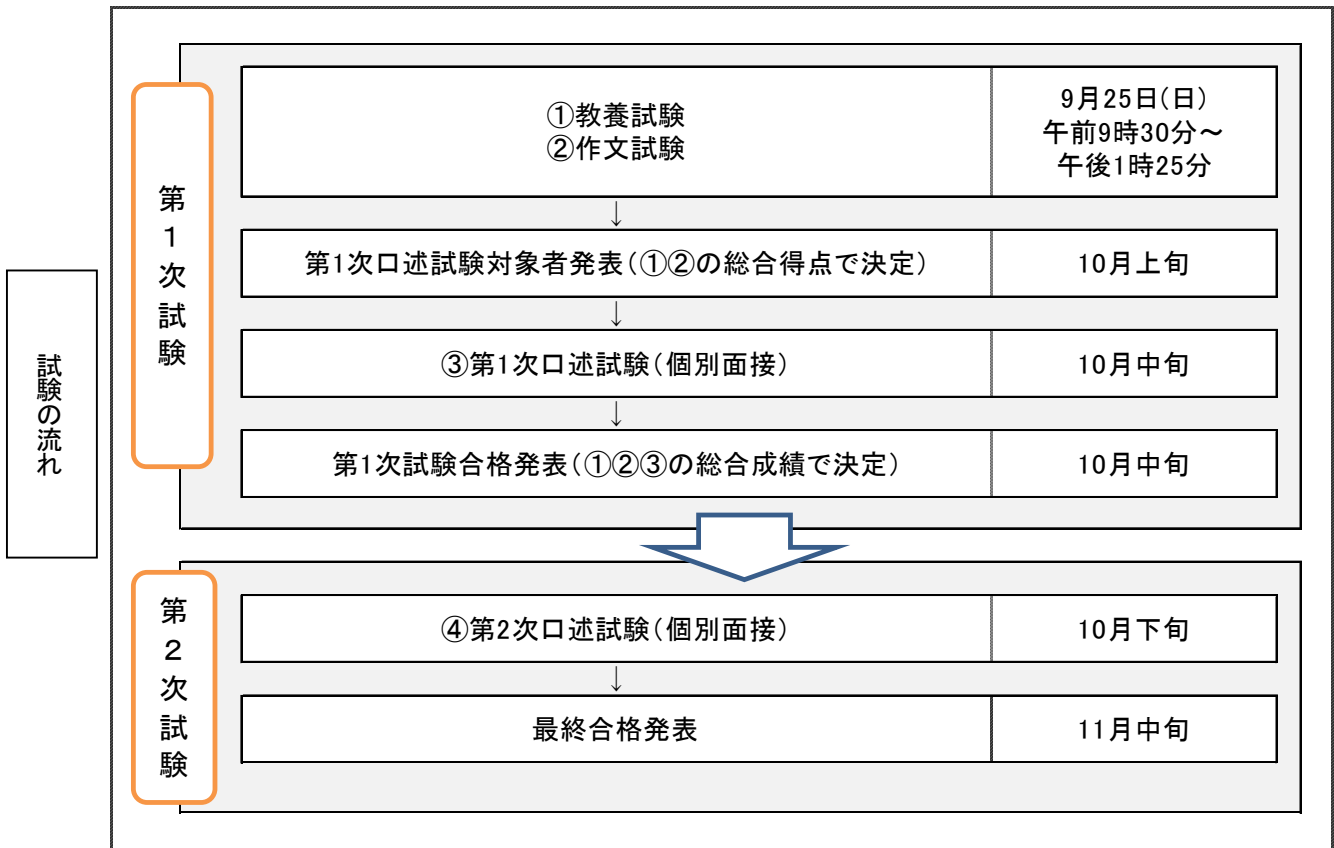 試験の流れ
第1次試験
①教養試験
②作文試験
9月25日(日)
午前9時30分～
午後1時25分
↓
第1次口述試験対象者発表(①②の総合得点で決定)
10月上旬
↓
③第1次口述試験(個別面接)
10月中旬
↓
第1次試験合格発表(①②③の総合成績で決定)
10月中旬
第2次試験
④第2次口述試験(個別面接)
10月下旬
↓
最終合格発表
11月中旬